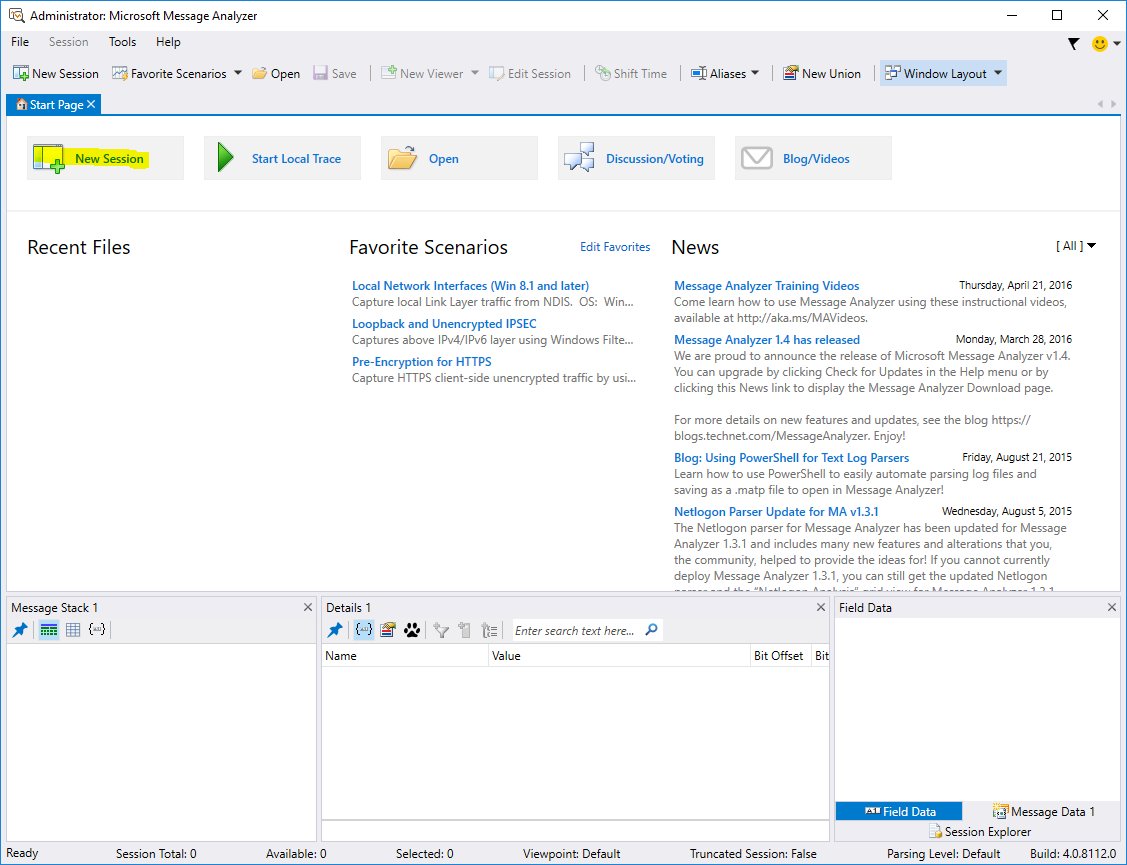 Administrator: Microsoft Message Analyzer
File Session Tools Help
New Session Favorite Scenarios Open Save New Viewer Edit Session Shift Time Aliases New Union Window Layout
Start Page
New Session Start Local Trace Open Discussion/Voting Blog/Videos
Recent Files
Favorite Scenarios Edit Favorites
Local Network Interfaces (Win 8.1 and later)
Capture local Link Layer traffic from NDIS. OS: Win...
Loopback and Unencrypted IPSEC
Captures above IPv4/IPv6 layer using Windows Filte...
Pre-Encryption for HTTPS
Capture HTTPS client-side unencrypted traffic by usi...
News [ All ]
Message Analyzer Training Videos Thursday, April 21, 2016
Come learn how to use Message Analyzer using these instructional videos,
available at http://aka.ms/MAVideos.
Message Analyzer 1.4 has released Monday, March 28, 2016
We are proud to announce the release of Microsoft Message Analyzer v1.4.
You can upgrade by clicking Check for Updates in the Help menu or by
clicking this News link to display the Message Analyzer Download page.
For more details on new features and updates, see the blog https://
blogs.technet.com/MessageAnalyzer. Enjoy!
Blog: Using PowerShell for Text Log Parsers Friday, August 21, 2015
Learn how to use PowerShell to easily automate parsing log files and
saving as a .matp file to open in Message Analyzer!
Netlogon Parser Update for MA v1.3.1 Wednesday, August 5, 2015
The Netlogon parser for Message Analyzer has been updated for Message
Analyzer 1.3.1 and includes many new features and alterations that you,
the community, helped to provide the ideas for! If you cannot currently
deploy Message Analyzer 1.3.1, you can still get the updated Netlogon
parser and the "Netlogon Analysis" grid view for Message Analyzer 1.3.1
Message Stack 1
Details 1
Enter search text here...
Name Value Bit Offset Bit
Field Data
Field Data Message Data 1
Session Explorer
Ready Session Total: 0 Available: 0 Selected: 0 Viewpoint: Default Truncated Session: False Parsing Level: Default Build: 4.0.8112.0